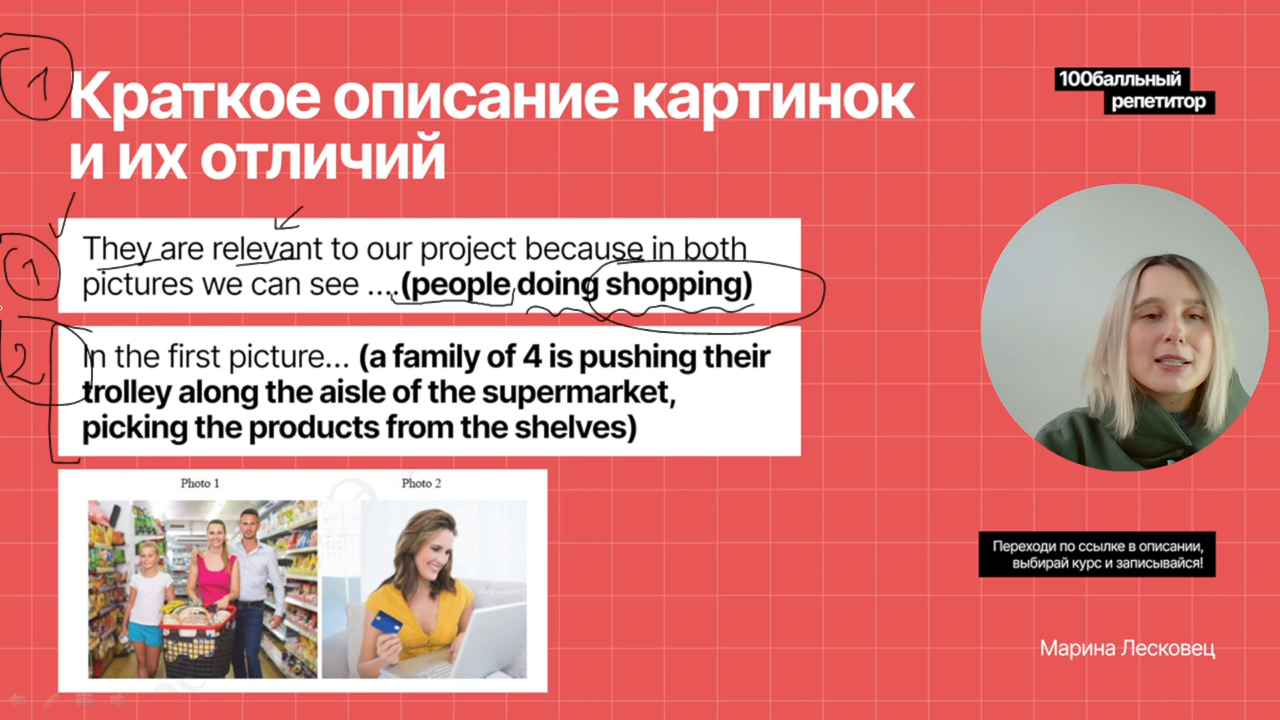 1
Краткое описание картинок
и их отличий
100балльный
репетитор
1
They are relevant to our project because in both
pictures we can see ....(people doing shopping)
2
In the first picture... (a family of 4 is pushing their
trolley along the aisle of the supermarket,
picking the products from the shelves)
Photo 1
Photo 2
Переходи по ссылке в описании,
выбирай курс и записывайся!
Марина Лесковец